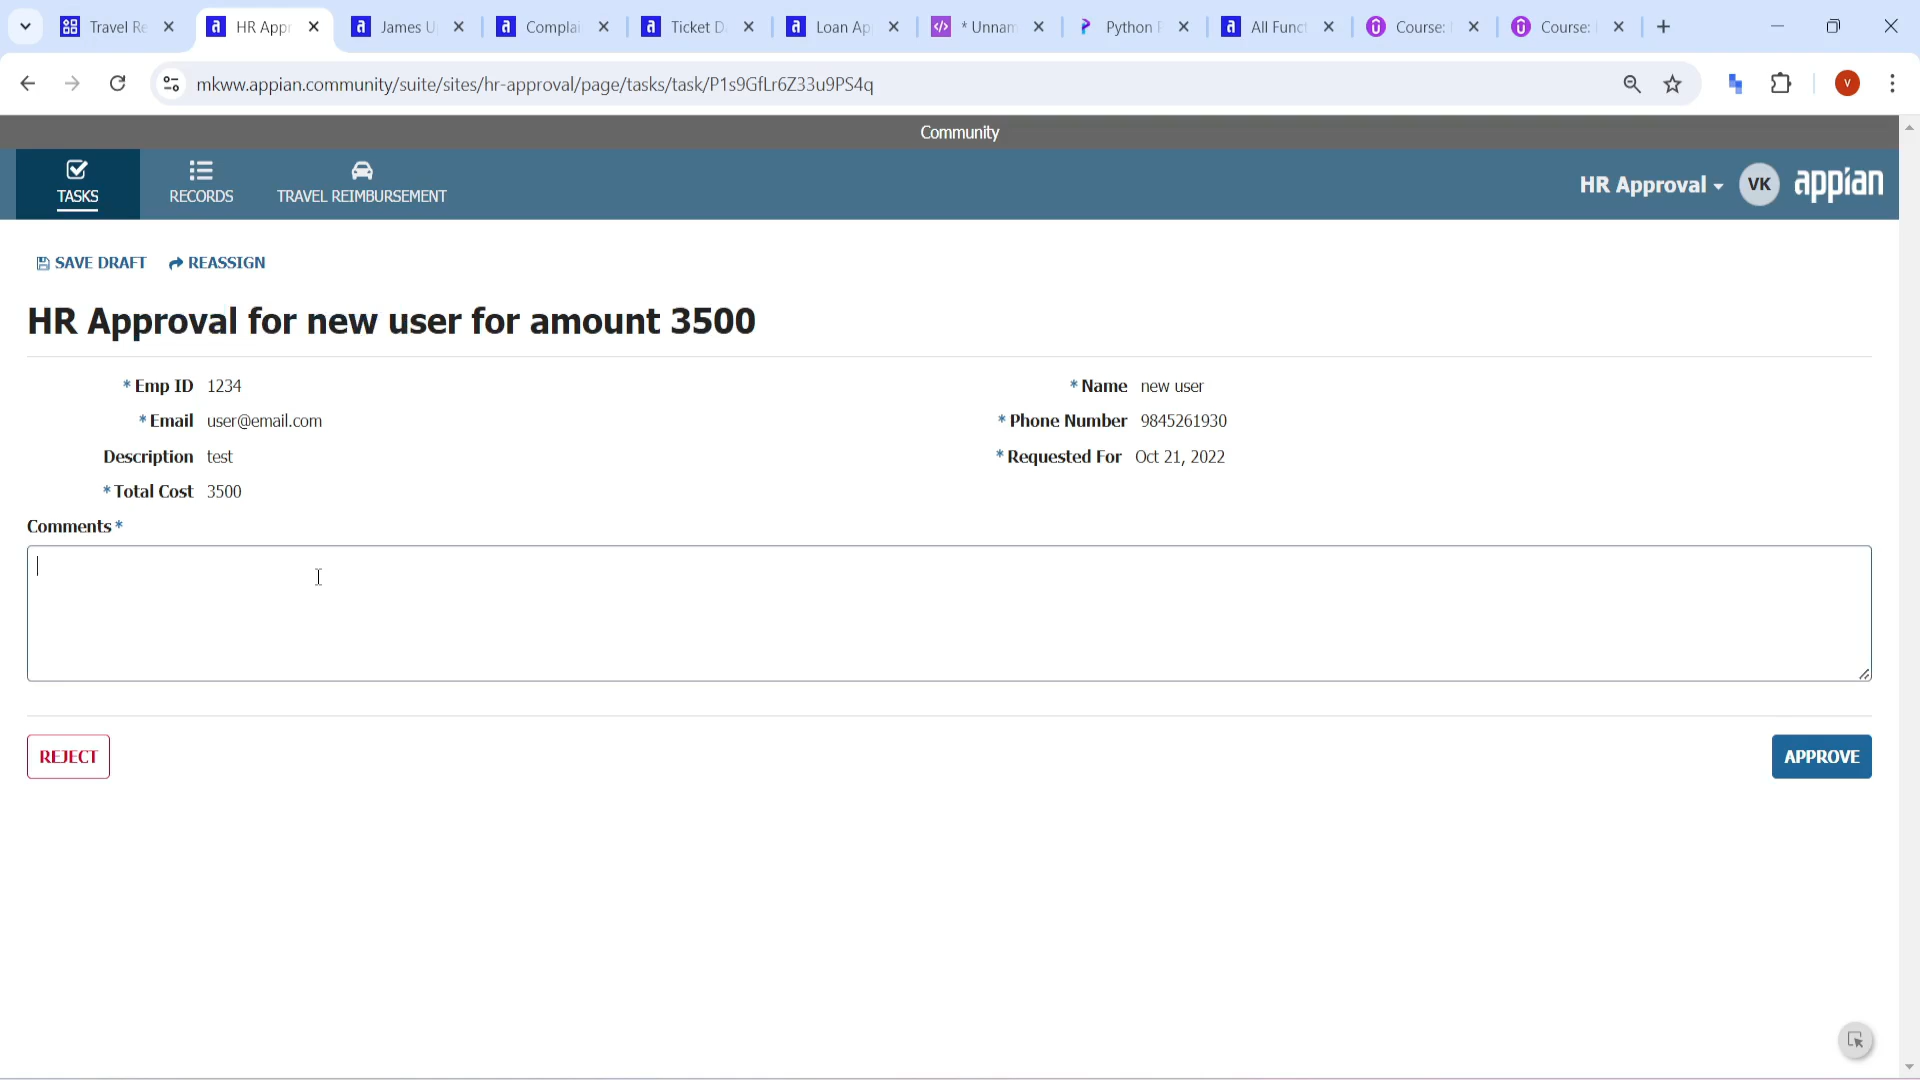 Travel Re
HR Appr
James U
Complai
Ticket D
Loan Ap
* Unnam
Python F
All Funct
Course:
Course:
mkww.appian.community/suite/sites/hr-approval/page/tasks/task/P1s9GfLr6Z33u9PS4q
V
Community
TASKS
RECORDS
TRAVEL REIMBURSEMENT
HR Approval
VK
appian
SAVE DRAFT
REASSIGN
HR Approval for new user for amount 3500
* Emp ID 1234
* Name new user
* Email user@email.com
* Phone Number 9845261930
Description test
* Requested For Oct 21, 2022
* Total Cost 3500
Comments *
REJECT
APPROVE